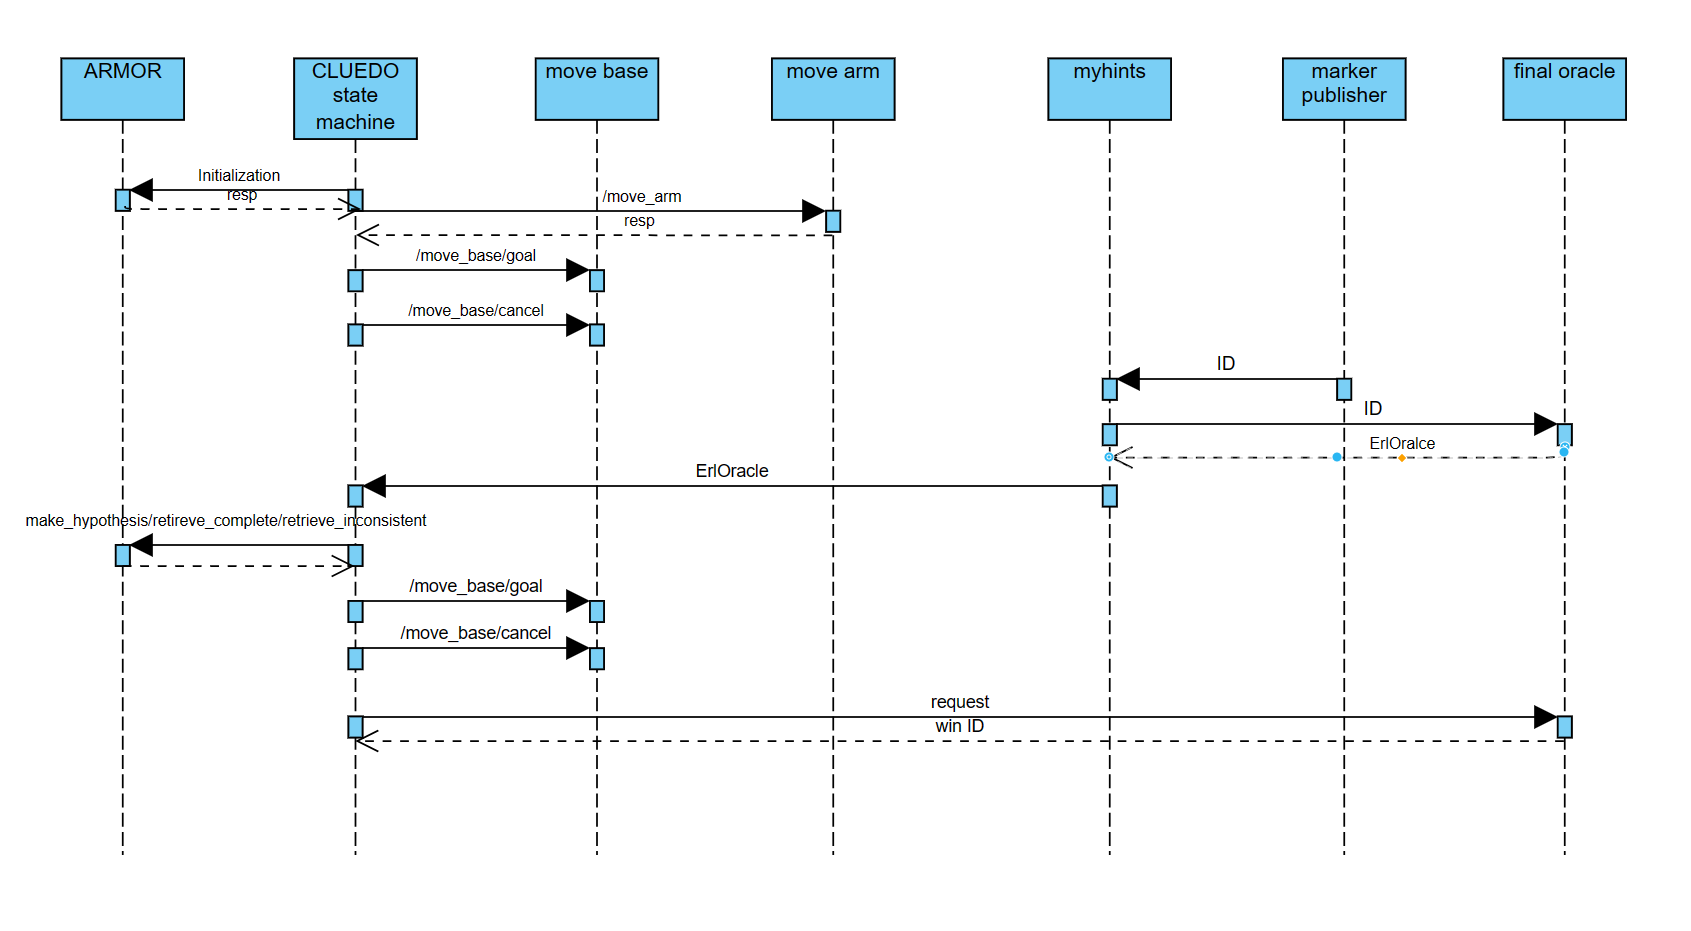 ARMOR
CLUEDO
state
machine
move base
move arm
myhints
marker
publisher
final oracle
Initialization
resp
/move_arm
resp
/move_base/goal
/move_base/cancel
ID
ID
ErlOralce
ErlOracle
make_hypothesis/retireve_complete/retrieve_inconsistent
/move_base/goal
/move_base/cancel
request
win ID